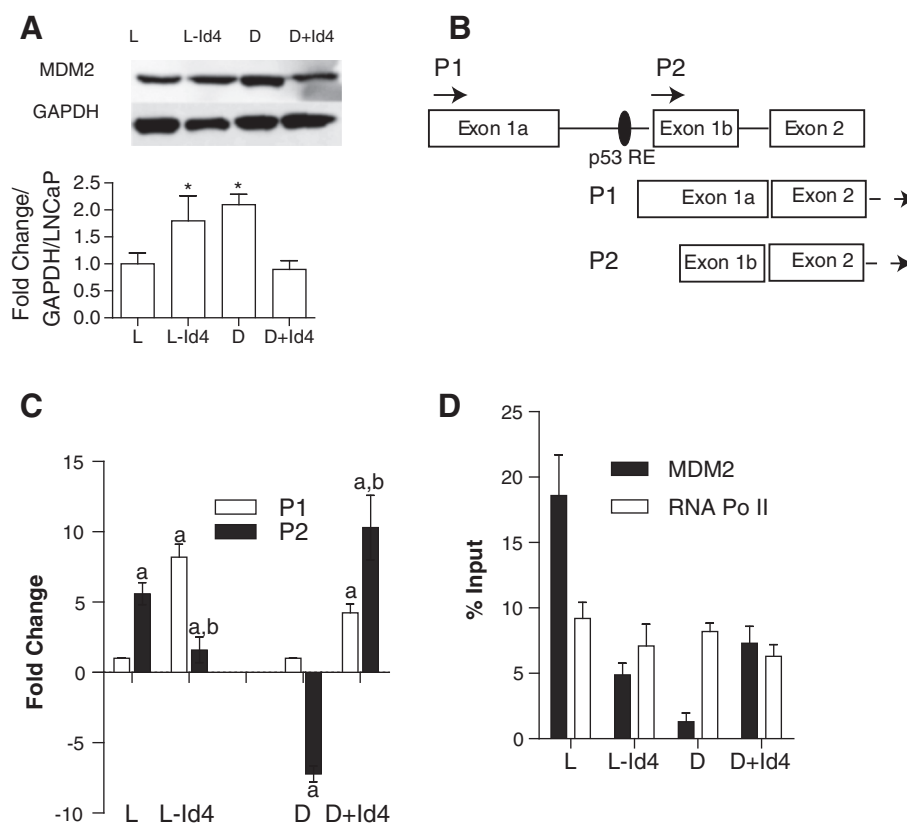 A
L L-Id4 D D+Id4
MDM2
GAPDH
Fold Change/
GAPDH/LNCaP
2.5
2.0
1.5
1.0
0.5
0.0
L L-Id4 D D+Id4
B
P1 P2
Exon 1a Exon 1b Exon 2
p53 RE
P1 Exon 1a Exon 2
P2 Exon 1b Exon 2
C
Fold Change
15
10
5
0
-5
-10
P1
P2
a a a,b a a a,b
L L-Id4 D D+Id4
D
% Input
25
20
15
10
5
0
MDM2
RNA Po II
L L-Id4 D D+Id4